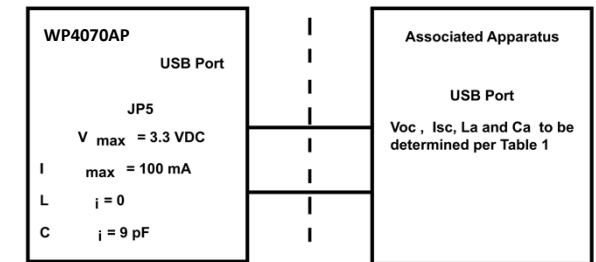 WP4070AP
USB Port
JP5
V max = 3.3 VDC
I max = 100 mA
L i = 0
C i = 9 pF
Associated Apparatus
USB Port
Voc , Isc, La and Ca to be
determined per Table 1